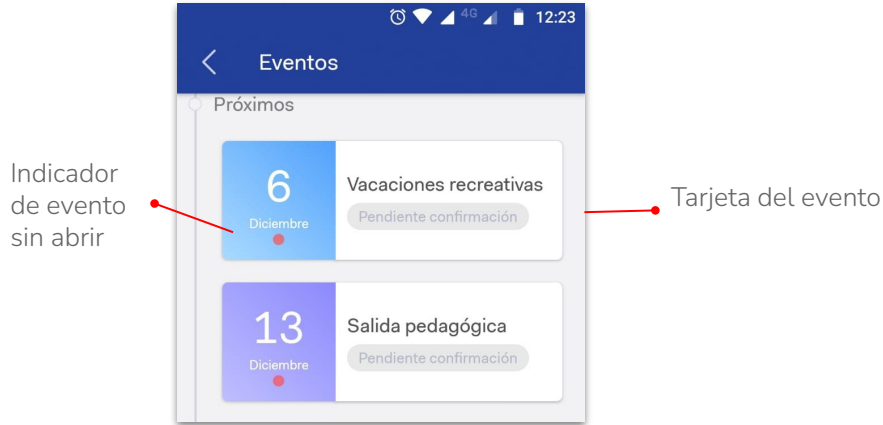 4G 12:23
Eventos
Próximos
Indicador
de evento
sin abrir
6
Diciembre
Vacaciones recreativas
Pendiente confirmación
Tarjeta del evento
13
Diciembre
Salida pedagógica
Pendiente confirmación